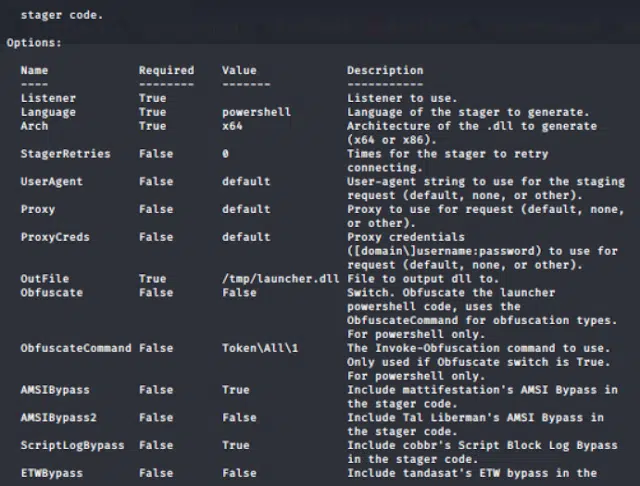 stager code.
Options:
Name Required Value Description
---- -------- ------- -----------
Listener True Listener to use.
Language True powershell Language of the stager to generate.
Arch True x64 Architecture of the .dll to generate
(x64 or x86).
StagerRetries False 0 Times for the stager to retry
connecting.
UserAgent False default User-agent string to use for the staging
request (default, none, or other).
Proxy False default Proxy to use for request (default, none,
or other).
ProxyCreds False default Proxy credentials
([domain\]username:password) to use for
request (default, none, or other).
OutFile True /tmp/launcher.dll File to output dll to.
Obfuscate False False Switch. Obfuscate the launcher
powershell code, uses the
ObfuscateCommand for obfuscation types.
For powershell only.
ObfuscateCommand False Token\All\1 The Invoke-Obfuscation command to use.
Only used if Obfuscate switch is True.
For powershell only.
AMSIBypass False True Include mattifestation's AMSI Bypass in
the stager code.
AMSIBypass2 False False Include Tal Liberman's AMSI Bypass in
the stager code.
ScriptLogBypass False True Include cobbr's Script Block Log Bypass
in the stager code.
ETWBypass False False Include tandasat's ETW bypass in the